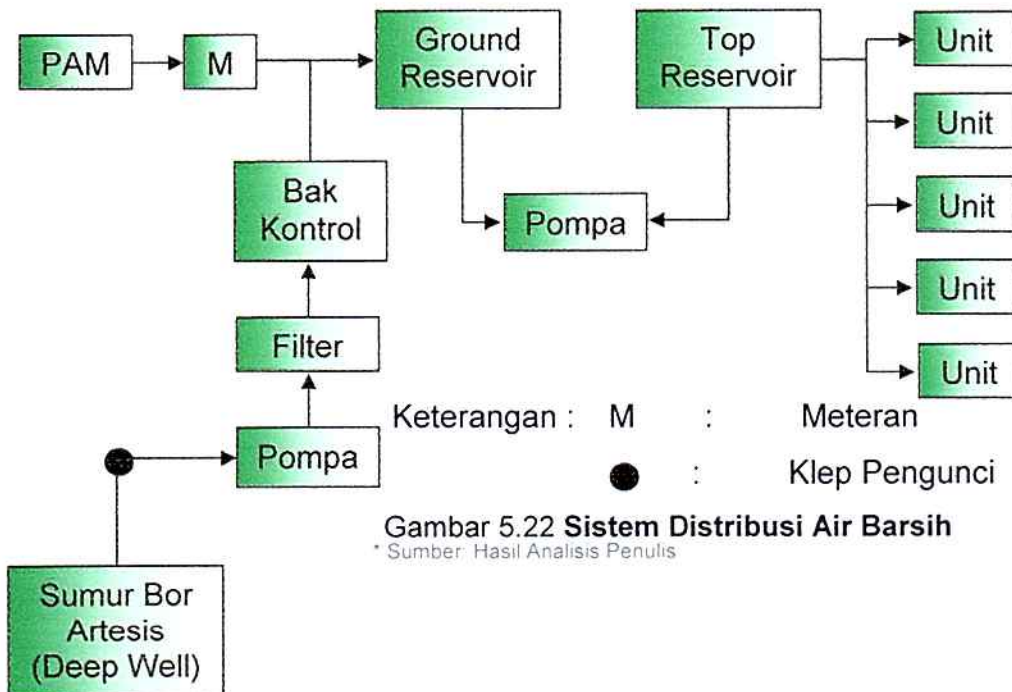 PAM
M
Ground
Reservoir
Top
Reservoir
Unit
Unit
Unit
Unit
Unit
Bak
Kontrol
Pompa
Filter
Pompa
Keterangan : M : Meteran
● : Klep Pengunci
Gambar 5.22 Sistem Distribusi Air Barsih
* Sumber: Hasil Analisis Penulis
Sumur Bor
Artesis
(Deep Well)